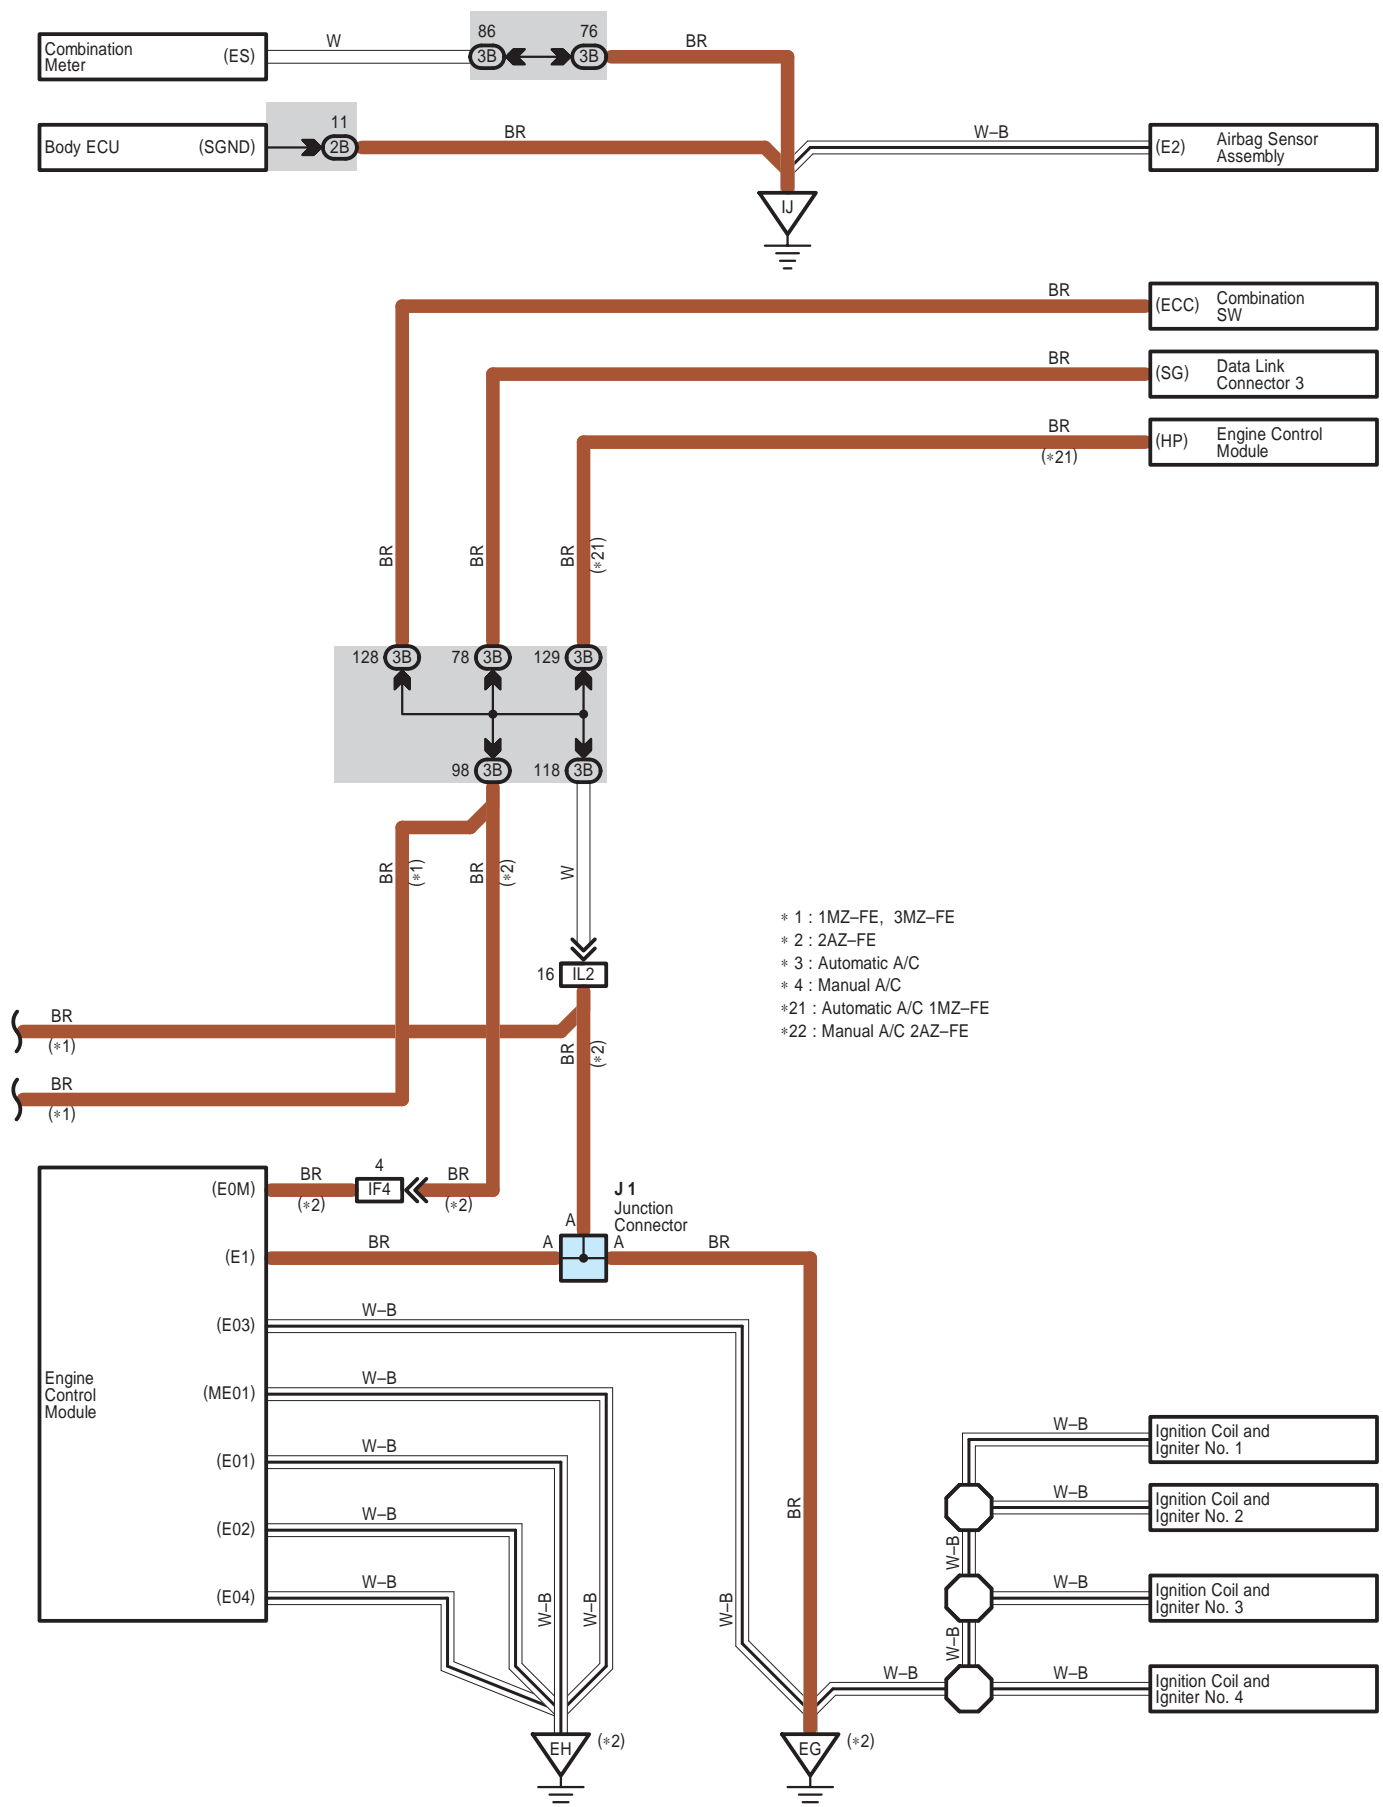 86 76
Combination
Meter (ES) W 3B 3B BR
11
Body ECU (SGND) 2B BR W–B (E2) Airbag Sensor
Assembly
IJ
BR (ECC) Combination
SW
BR (SG) Data Link
Connector 3
BR (HP) Engine Control
Module
(∗21)
BR BR BR (∗21)
128 3B 78 3B 129 3B
98 3B 118 3B
BR (∗1) BR (∗2) W
∗ 1 : 1MZ–FE, 3MZ–FE
∗ 2 : 2AZ–FE
∗ 3 : Automatic A/C
∗ 4 : Manual A/C
∗21 : Automatic A/C 1MZ–FE
∗22 : Manual A/C 2AZ–FE
16 IL2
BR
(∗1)
BR (∗2)
BR
(∗1)
4
(E0M) BR IF4 BR
(∗2) (∗2)
J 1
Junction
Connector
A
(E1) BR A A BR
(E03) W–B
(ME01) W–B
Engine
Control
Module
(E01) W–B
(E02) W–B
(E04) W–B
W–B W–B W–B BR
W–B Ignition Coil and
Igniter No. 1
W–B Ignition Coil and
Igniter No. 2
W–B
W–B Ignition Coil and
Igniter No. 3
W–B
W–B W–B Ignition Coil and
Igniter No. 4
EH (∗2) EG (∗2)